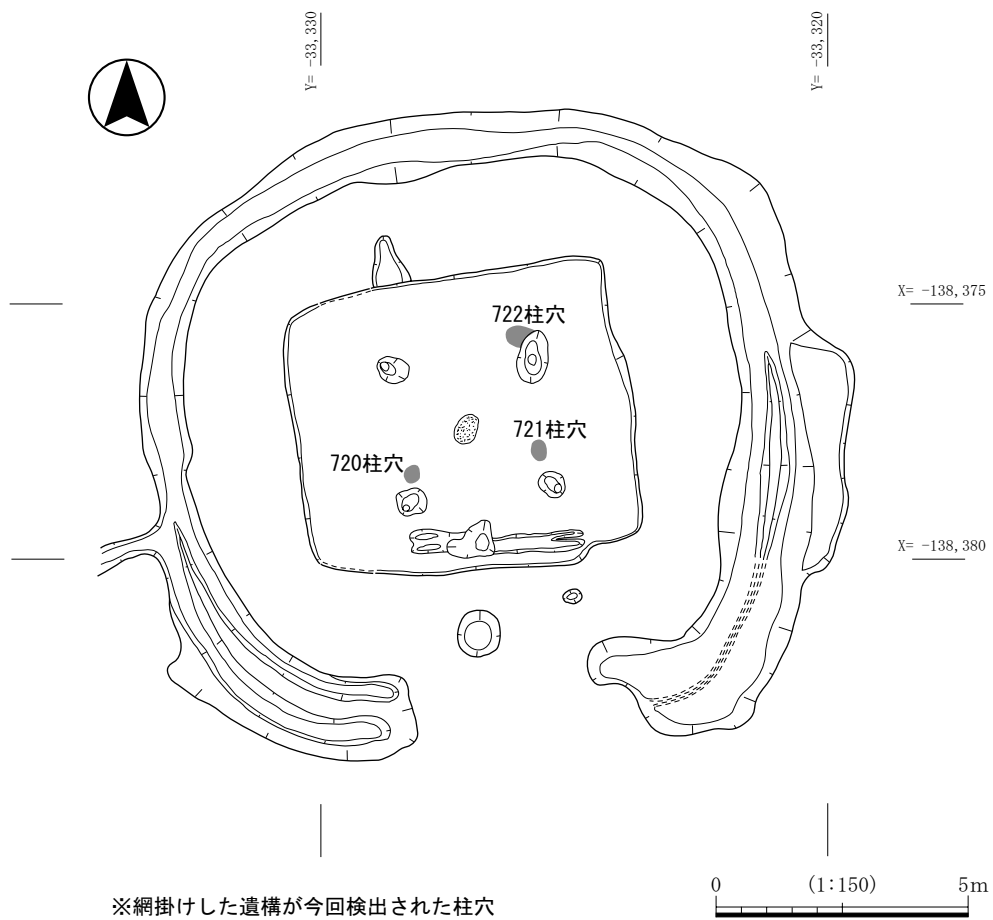 Y= -33,330
Y= -33,320
X= -138,375
722柱穴
721柱穴
720柱穴
X= -138,380
0 (1:150) 5m
※網掛けした遺構が今回検出された柱穴